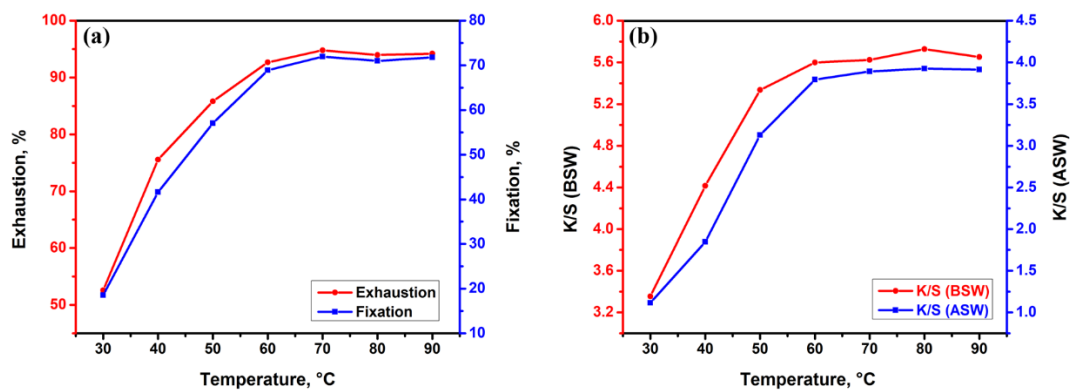 (a)
100
90
80
70
60
50
Exhaustion, %
80
70
60
50
40
30
20
10
Fixation, %
Exhaustion
Fixation
30 40 50 60 70 80 90
Temperature, °C
(b)
6.0
5.6
5.2
4.8
4.4
4.0
3.6
3.2
K/S (BSW)
4.5
4.0
3.5
3.0
2.5
2.0
1.5
1.0
K/S (ASW)
K/S (BSW)
K/S (ASW)
30 40 50 60 70 80 90
Temperature, °C